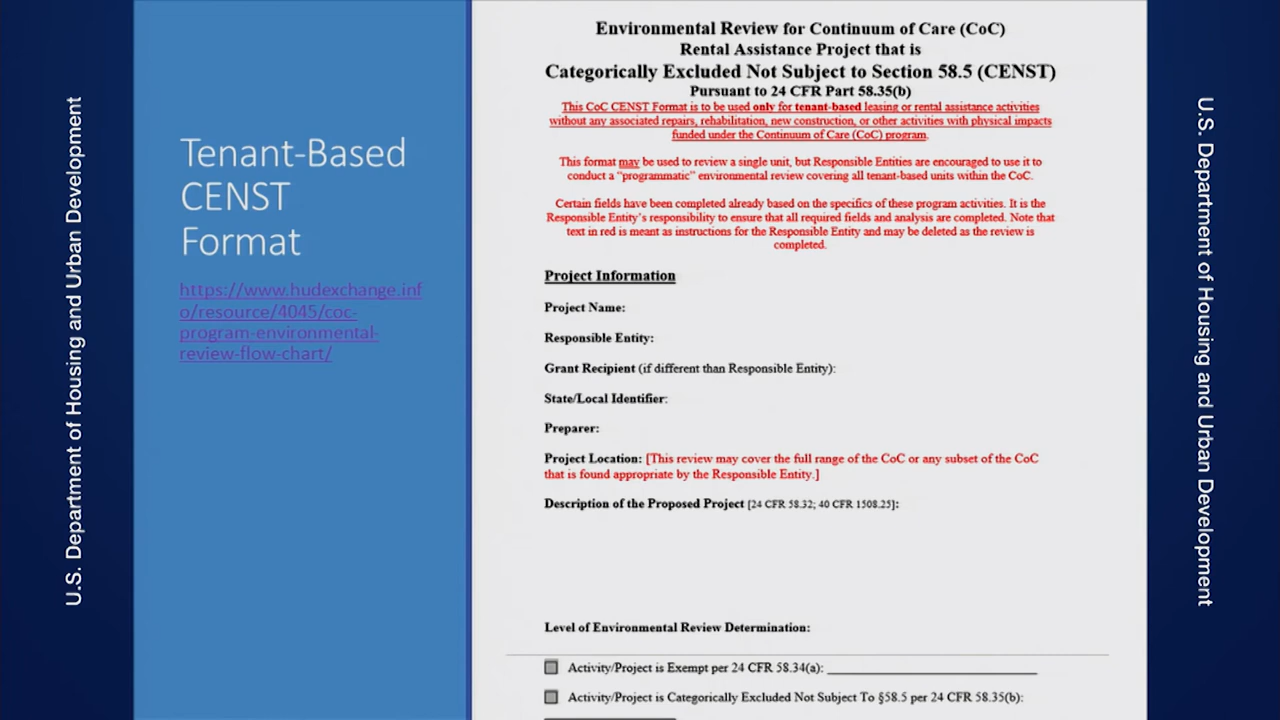 U.S. Department of Housing and Urban Development
Tenant-Based
CENST
Format
https://www.hudexchange.inf
o/resource/4045/coc-
program-environmental-
review-flow-chart/
Environmental Review for Continuum of Care (CoC)
Rental Assistance Project that is
Categorically Excluded Not Subject to Section 58.5 (CENST)
Pursuant to 24 CFR Part 58.35(b)
This CoC CENST Format is to be used only for tenant-based leasing or rental assistance activities
without any associated repairs, rehabilitation, new construction, or other activities with physical impacts
funded under the Continuum of Care (CoC) program.
This format may be used to review a single unit, but Responsible Entities are encouraged to use it to
conduct a “programmatic” environmental review covering all tenant-based units within the CoC.
Certain fields have been completed already based on the specifics of these program activities. It is the
Responsible Entity’s responsibility to ensure that all required fields and analysis are completed. Note that
text in red is meant as instructions for the Responsible Entity and may be deleted as the review is
completed.
Project Information
Project Name:
Responsible Entity:
Grant Recipient (if different than Responsible Entity):
State/Local Identifier:
Preparer:
Project Location: [This review may cover the full range of the CoC or any subset of the CoC
that is found appropriate by the Responsible Entity.]
Description of the Proposed Project [24 CFR 58.32; 40 CFR 1508.25]:
Level of Environmental Review Determination:
Activity/Project is Exempt per 24 CFR 58.34(a):
Activity/Project is Categorically Excluded Not Subject To §58.5 per 24 CFR 58.35(b):
U.S. Department of Housing and Urban Development